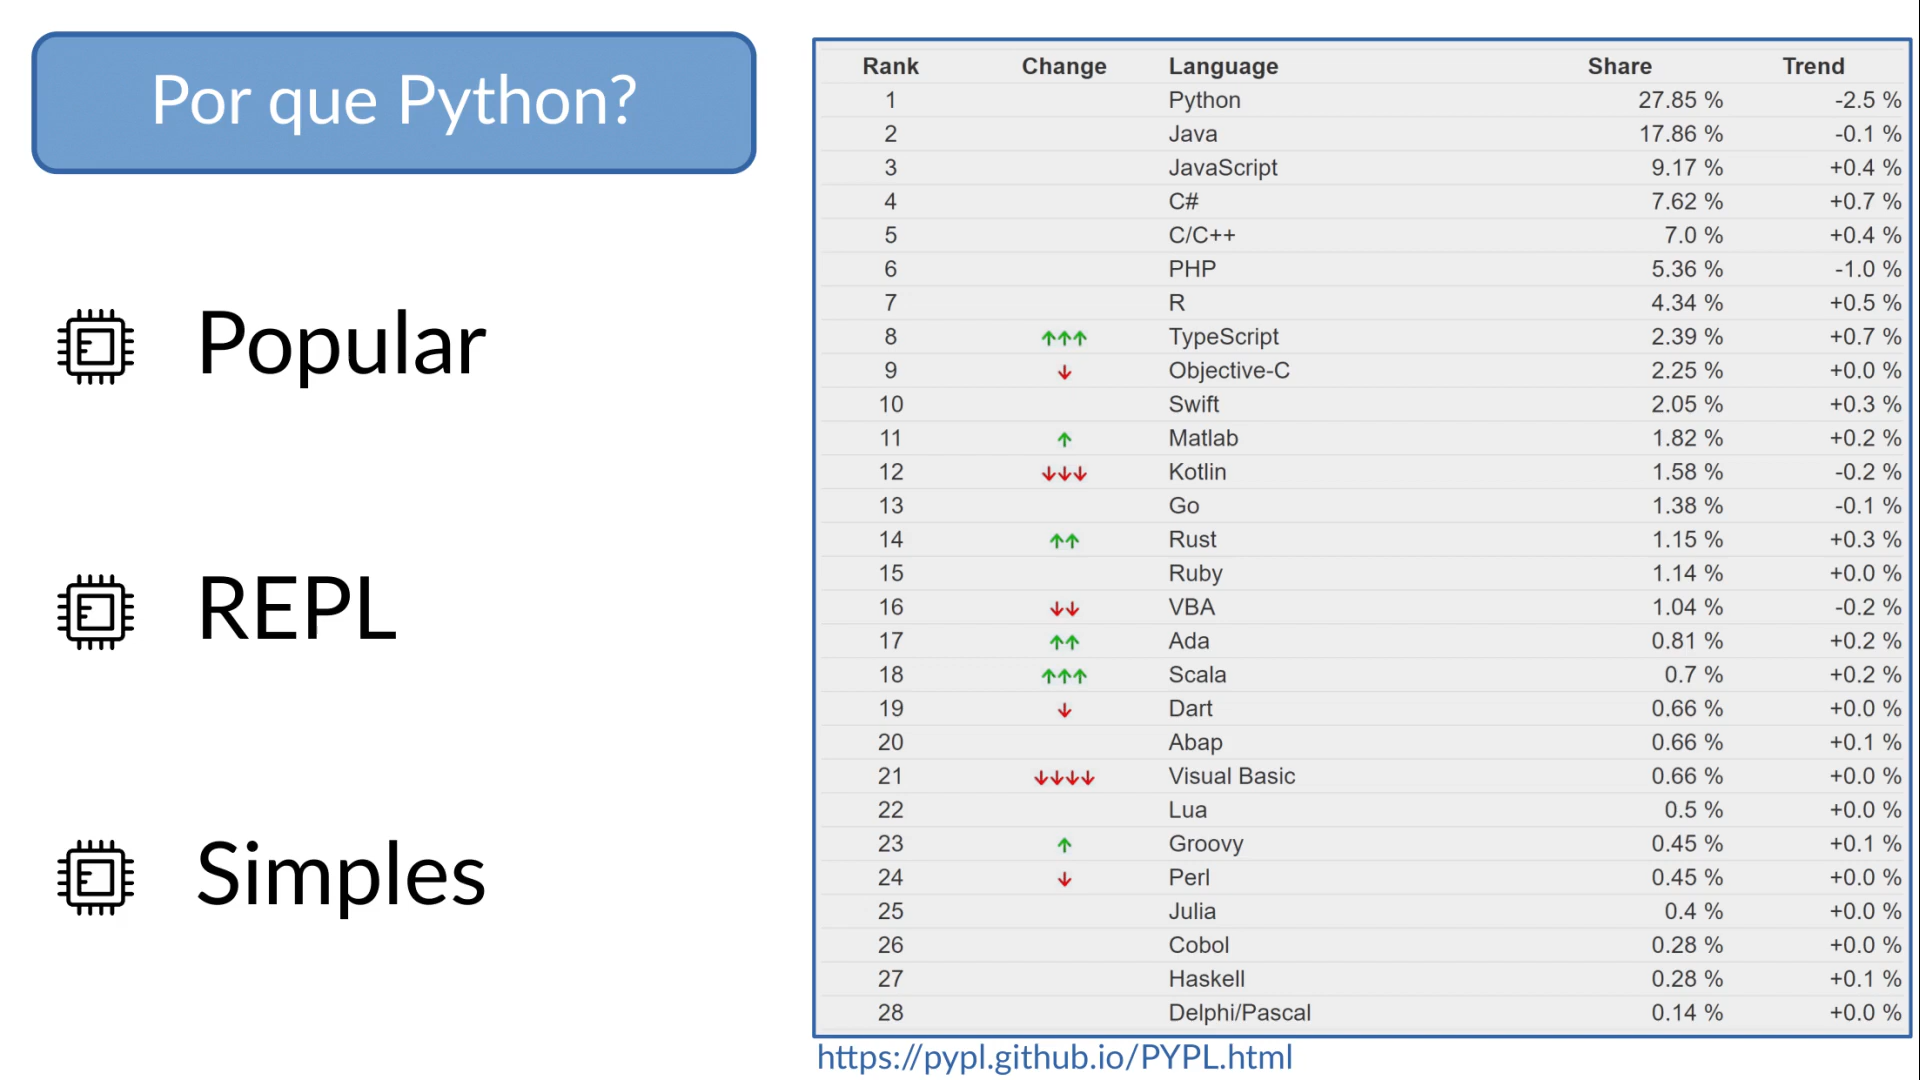 Por que Python?
Popular
REPL
Simples
Rank Change Language Share Trend
1 Python 27.85 % -2.5 %
2 Java 17.86 % -0.1 %
3 JavaScript 9.17 % +0.4 %
4 C# 7.62 % +0.7 %
5 C/C++ 7.0 % +0.4 %
6 PHP 5.36 % -1.0 %
7 R 4.34 % +0.5 %
8 ↑↑↑ TypeScript 2.39 % +0.7 %
9 ↓ Objective-C 2.25 % +0.0 %
10 Swift 2.05 % +0.3 %
11 ↑ Matlab 1.82 % +0.2 %
12 ↓↓↓ Kotlin 1.58 % -0.2 %
13 Go 1.38 % -0.1 %
14 ↑↑ Rust 1.15 % +0.3 %
15 Ruby 1.14 % +0.0 %
16 ↓↓ VBA 1.04 % -0.2 %
17 ↑↑ Ada 0.81 % +0.2 %
18 ↑↑↑ Scala 0.7 % +0.2 %
19 ↓ Dart 0.66 % +0.0 %
20 Abap 0.66 % +0.1 %
21 ↓↓↓↓ Visual Basic 0.66 % +0.0 %
22 Lua 0.5 % +0.0 %
23 ↑ Groovy 0.45 % +0.1 %
24 ↓ Perl 0.45 % +0.0 %
25 Julia 0.4 % +0.0 %
26 Cobol 0.28 % +0.0 %
27 Haskell 0.28 % +0.1 %
28 Delphi/Pascal 0.14 % +0.0 %
https://pypl.github.io/PYPL.html